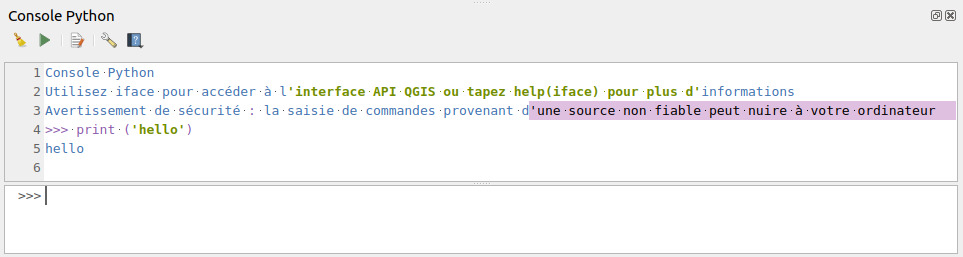 Console Python
1 Console Python
2 Utilisez iface pour accéder à l'interface API QGIS ou tapez help(iface) pour plus d'informations
3 Avertissement de sécurité : la saisie de commandes provenant d'une source non fiable peut nuire à votre ordinateur
4 >>> print ('hello')
5 hello
6
>>>